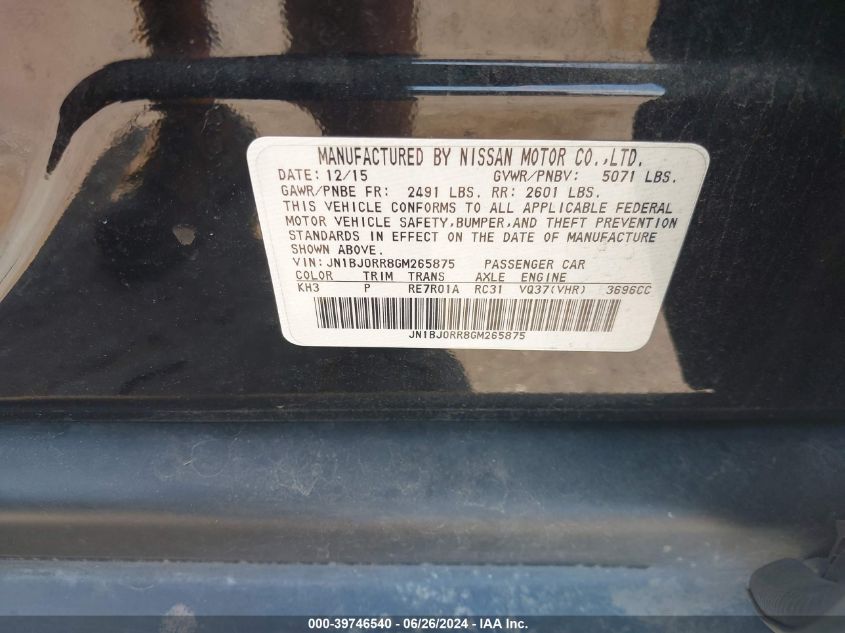 MANUFACTURED BY NISSAN MOTOR CO.,LTD.
DATE: 12/15 GVWR/PNBV: 5071 LBS.
GAWR/PNBE FR: 2491 LBS. RR: 2601 LBS.
THIS VEHICLE CONFORMS TO ALL APPLICABLE FEDERAL
MOTOR VEHICLE SAFETY,BUMPER,AND THEFT PREVENTION
STANDARDS IN EFFECT ON THE DATE OF MANUFACTURE
SHOWN ABOVE.
VIN: JN1BJ0RR8GM265875 PASSENGER CAR
COLOR TRIM TRANS AXLE ENGINE
KH3 P RE7R01A RC31 VQ37(VHR) 3696CC
JN1BJ0RR8GM265875
000-39746540 - 06/26/2024 - IAA Inc.